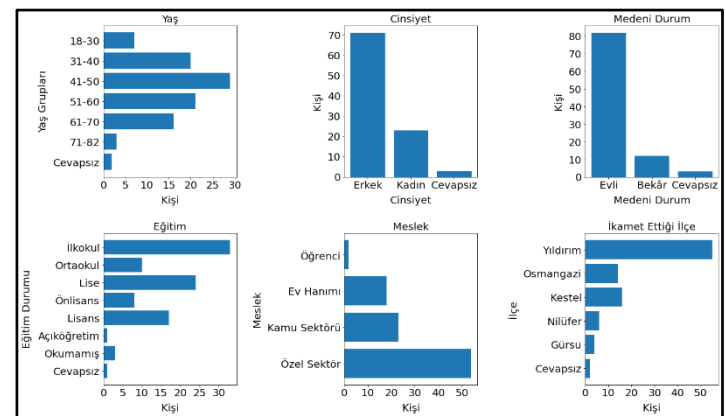 Yaş
Yaş Grupları
18-30
31-40
41-50
51-60
61-70
71-82
Cevapsız
0 5 10 15 20 25 30
Kişi
Cinsiyet
Kişi
70
60
50
40
30
20
10
0
Erkek Kadın Cevapsız
Cinsiyet
Medeni Durum
Kişi
80
70
60
50
40
30
20
10
0
Evli Bekâr Cevapsız
Medeni Durum
Eğitim
Eğitim Durumu
İlkokul
Ortaokul
Lise
Önlisans
Lisans
Açıköğretim
Okumamış
Cevapsız
0 10 20 30
Kişi
Meslek
Meslek
Öğrenci
Ev Hanımı
Kamu Sektörü
Özel Sektör
0 10 20 30 40 50
Kişi
İkamet Ettiği İlçe
İlçe
Yıldırım
Osmangazi
Kestel
Nilüfer
Gürsu
Cevapsız
0 10 20 30 40 50
Kişi